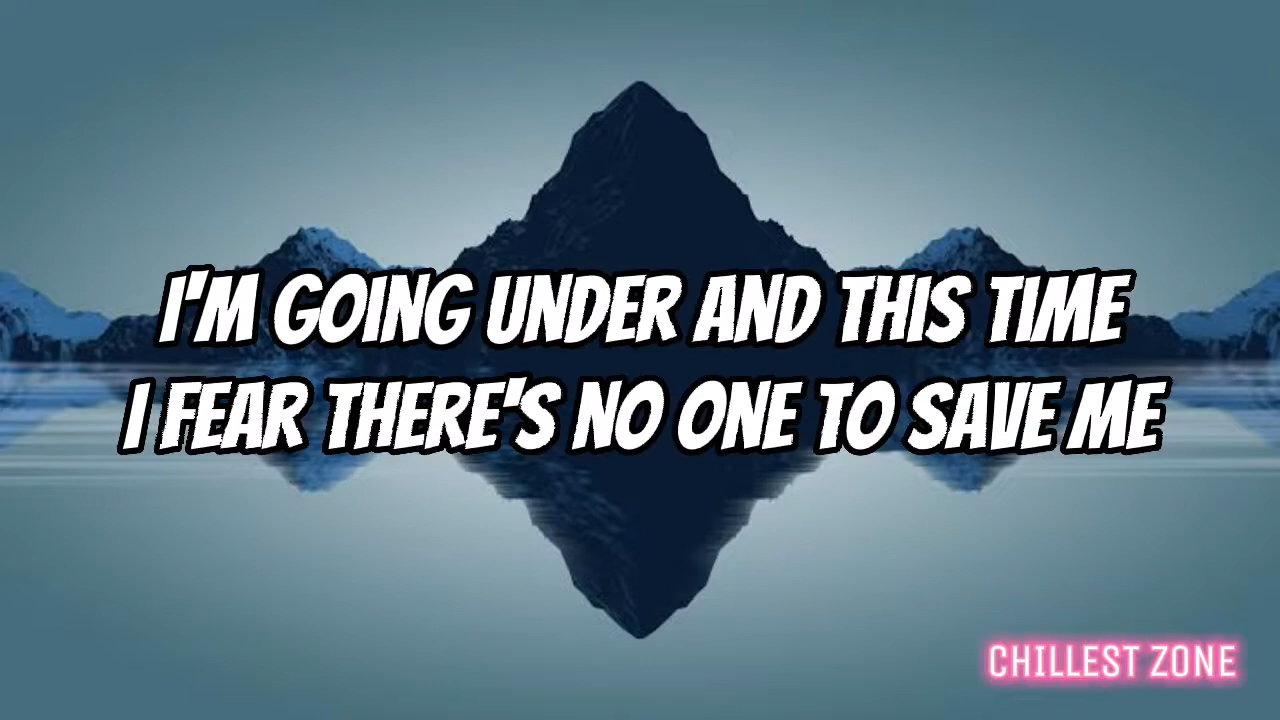 I'M GOING UNDER AND THIS TIME
I FEAR THERE'S NO ONE TO SAVE ME
CHILLEST ZONE